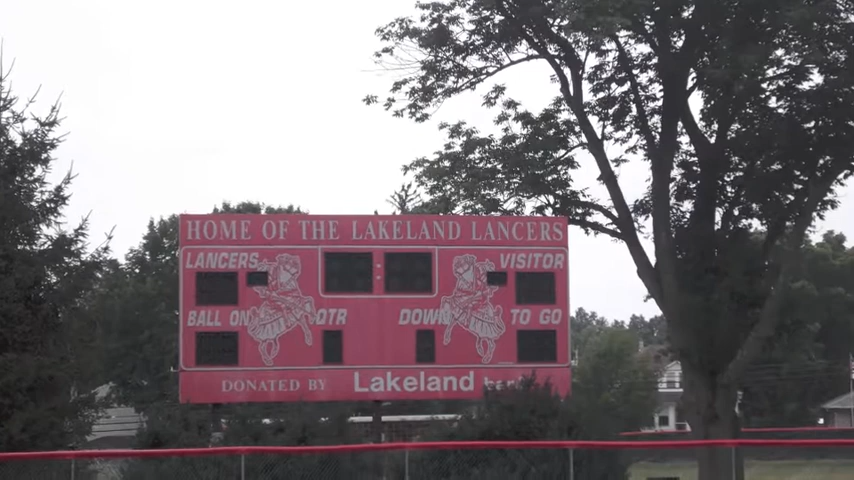 HOME OF THE LAKELAND LANCERS
LANCERS VISITOR
BALL ON QTR DOWN TO GO
DONATED BY Lakeland